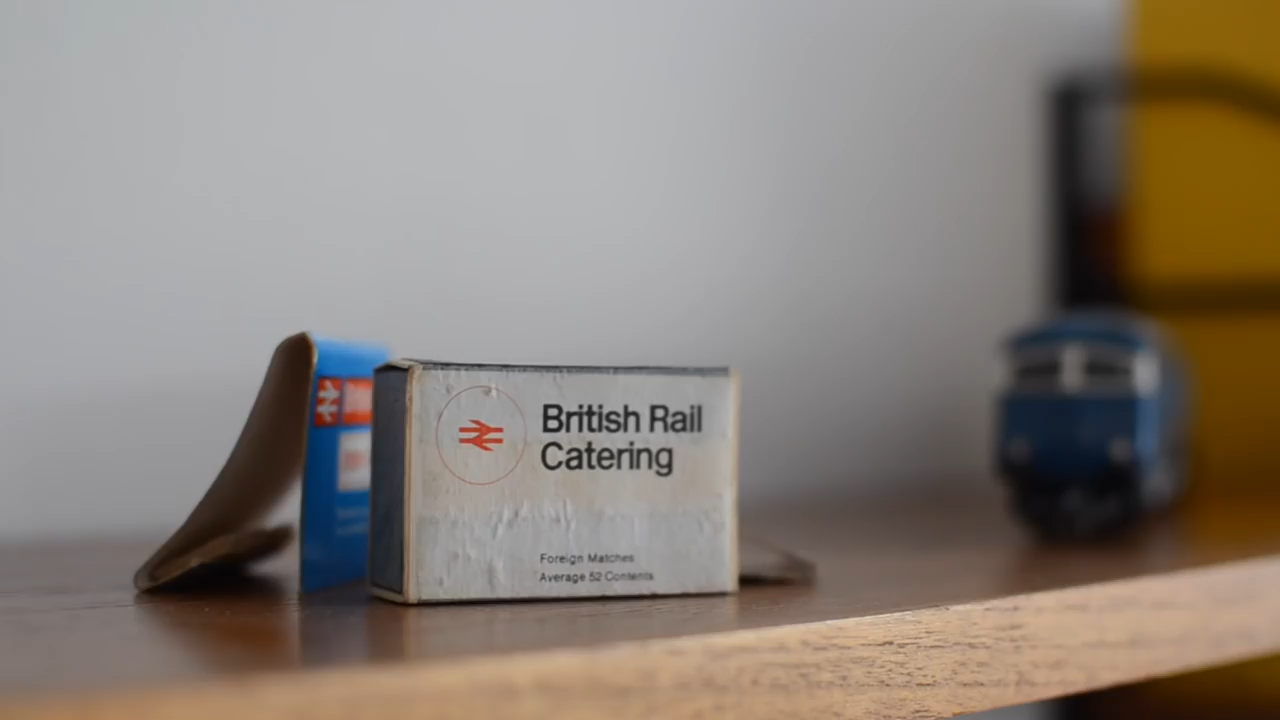 British Rail
Catering
Foreign Matches
Average 52 Contents